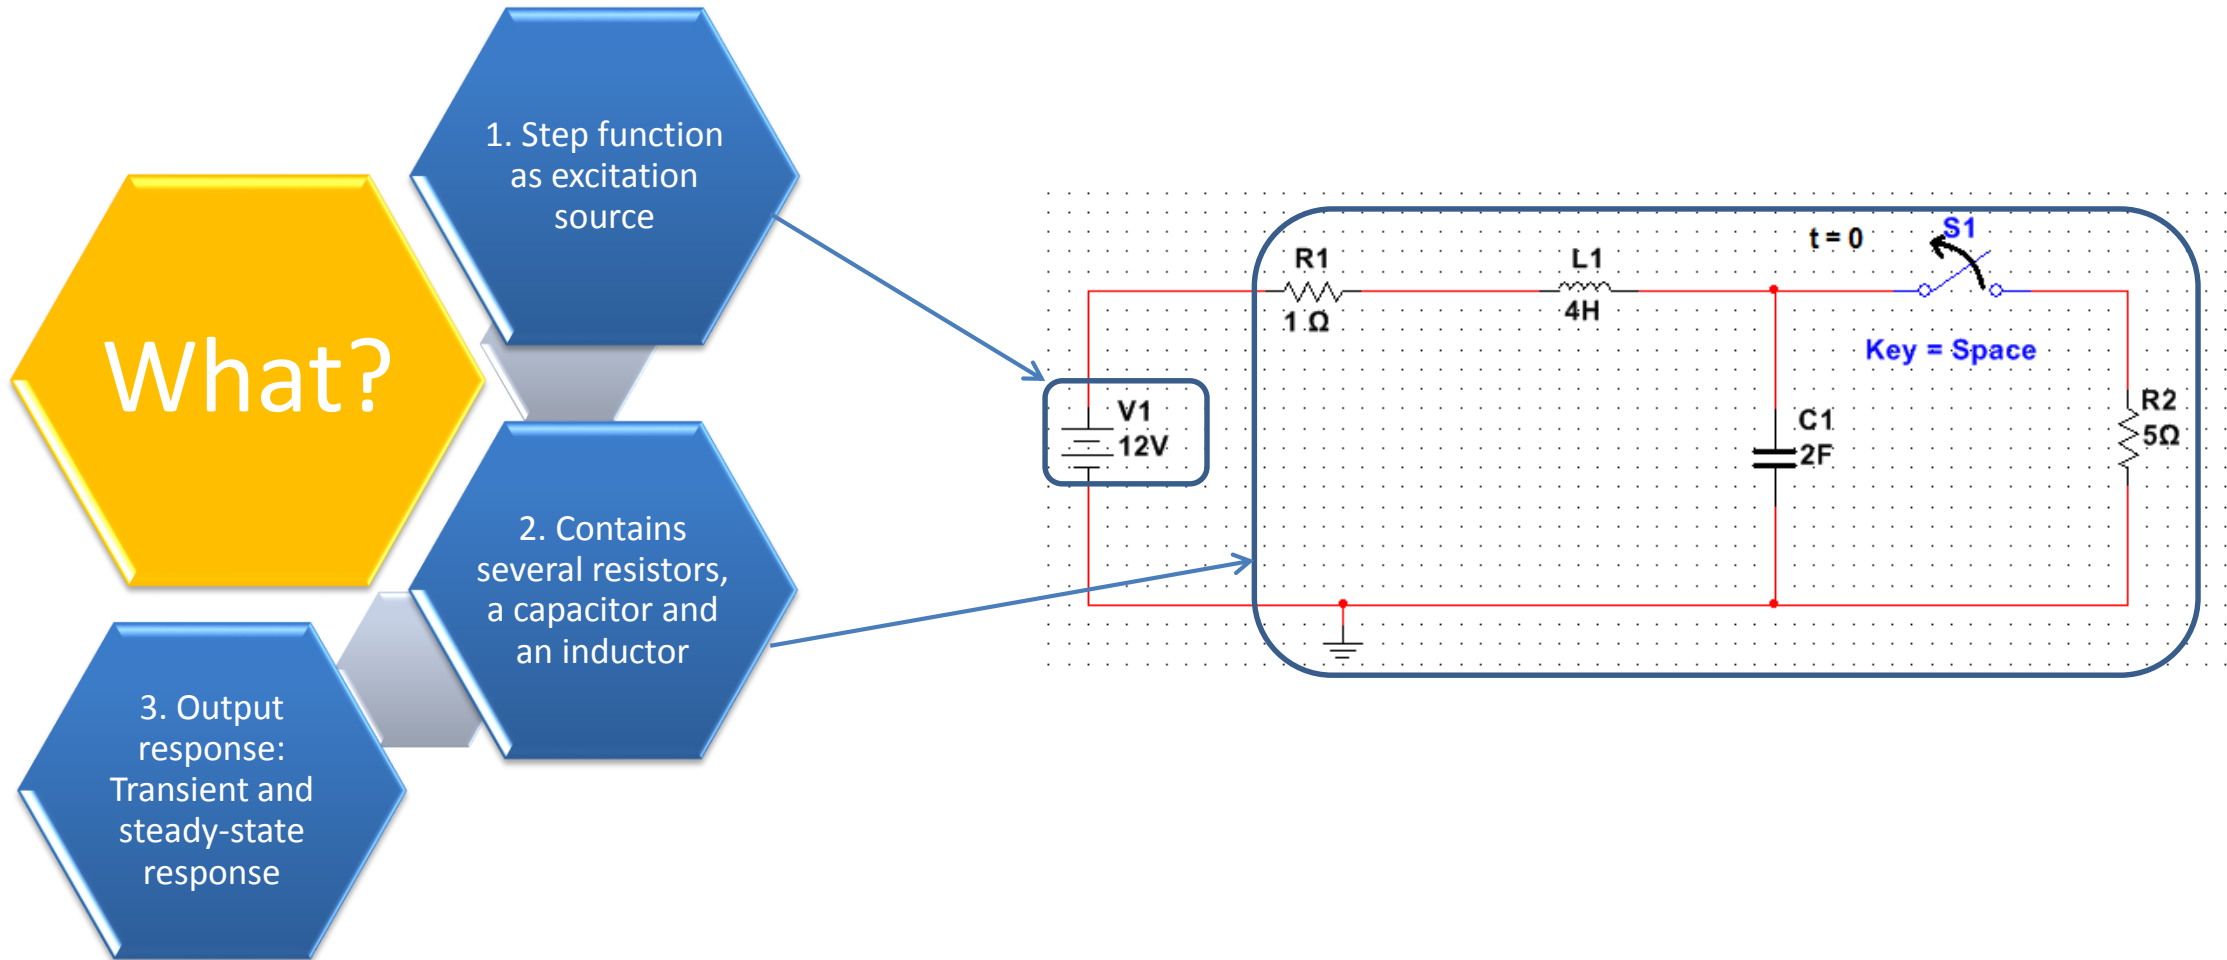 What?
1. Step function
as excitation
source
2. Contains
several resistors,
a capacitor and
an inductor
3. Output
response:
Transient and
steady-state
response
V1
12V
R1
1 Ω
L1
4H
t = 0
S1
Key = Space
C1
2F
R2
5Ω